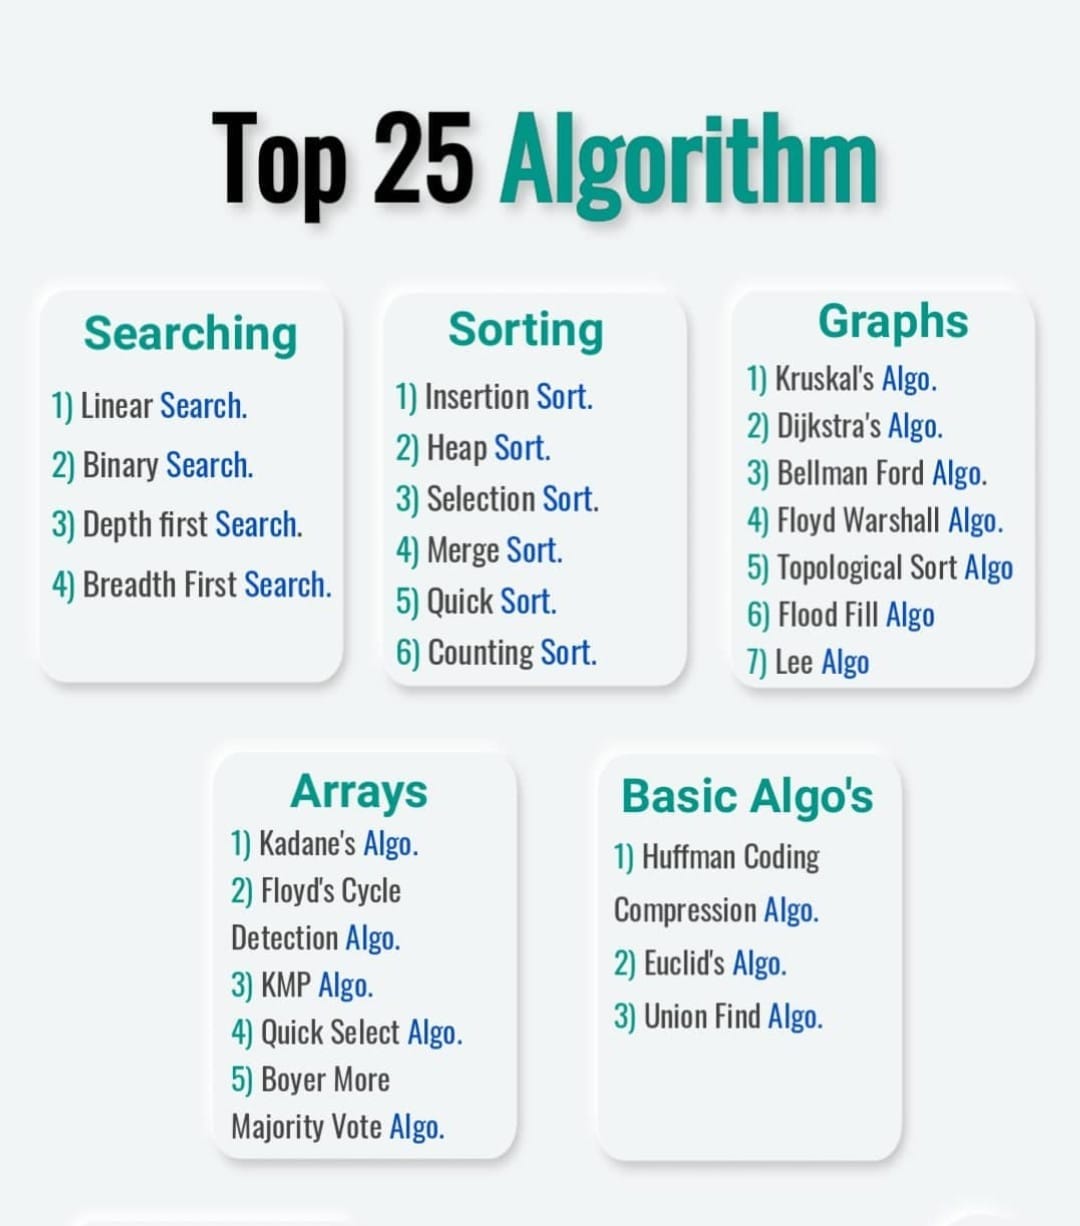 Top 25 Algorithm
Searching
1) Linear Search.
2) Binary Search.
3) Depth first Search.
4) Breadth First Search.
Sorting
1) Insertion Sort.
2) Heap Sort.
3) Selection Sort.
4) Merge Sort.
5) Quick Sort.
6) Counting Sort.
Graphs
1) Kruskal's Algo.
2) Dijkstra's Algo.
3) Bellman Ford Algo.
4) Floyd Warshall Algo.
5) Topological Sort Algo
6) Flood Fill Algo
7) Lee Algo
Arrays
1) Kadane's Algo.
2) Floyd's Cycle
Detection Algo.
3) KMP Algo.
4) Quick Select Algo.
5) Boyer More
Majority Vote Algo.
Basic Algo's
1) Huffman Coding
Compression Algo.
2) Euclid's Algo.
3) Union Find Algo.